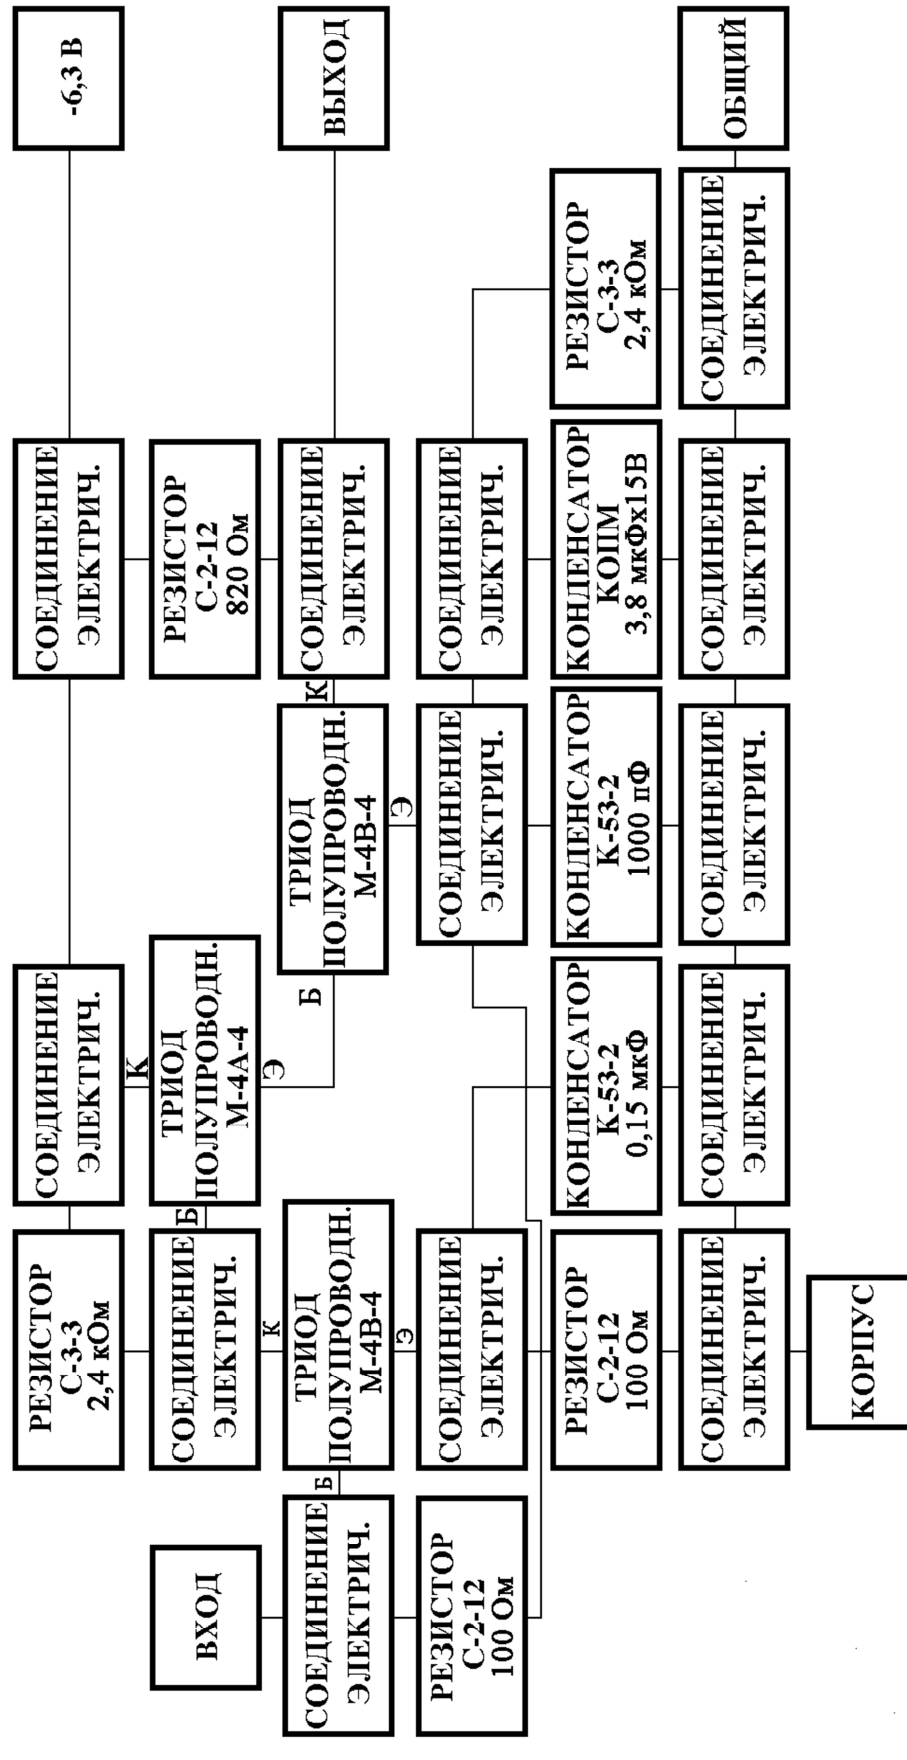 РЕЗИСТОР
С-3-3
2,4 кОм
СОЕДИНЕНИЕ
ЭЛЕКТРИЧ.
СОЕДИНЕНИЕ
ЭЛЕКТРИЧ.
-6,3 В
К
ВХОД
СОЕДИНЕНИЕ
ЭЛЕКТРИЧ.
Б
ТРИОД
ПОЛУПРОВОДН.
М-4А-4
РЕЗИСТОР
С-2-12
820 Ом
К
Э
СОЕДИНЕНИЕ
ЭЛЕКТРИЧ.
Б
ТРИОД
ПОЛУПРОВОДН.
М-4В-4
Б
ТРИОД
ПОЛУПРОВОДН.
М-4В-4
К
СОЕДИНЕНИЕ
ЭЛЕКТРИЧ.
ВЫХОД
Э
Э
РЕЗИСТОР
С-2-12
100 Ом
СОЕДИНЕНИЕ
ЭЛЕКТРИЧ.
СОЕДИНЕНИЕ
ЭЛЕКТРИЧ.
СОЕДИНЕНИЕ
ЭЛЕКТРИЧ.
РЕЗИСТОР
С-2-12
100 Ом
КОНДЕНСАТОР
К-53-2
0,15 мкФ
КОНДЕНСАТОР
К-53-2
1000 пФ
КОНДЕНСАТОР
КОПМ
3,8 мкФх15В
РЕЗИСТОР
С-3-3
2,4 кОм
СОЕДИНЕНИЕ
ЭЛЕКТРИЧ.
СОЕДИНЕНИЕ
ЭЛЕКТРИЧ.
СОЕДИНЕНИЕ
ЭЛЕКТРИЧ.
СОЕДИНЕНИЕ
ЭЛЕКТРИЧ.
СОЕДИНЕНИЕ
ЭЛЕКТРИЧ.
ОБЩИЙ
КОРПУС